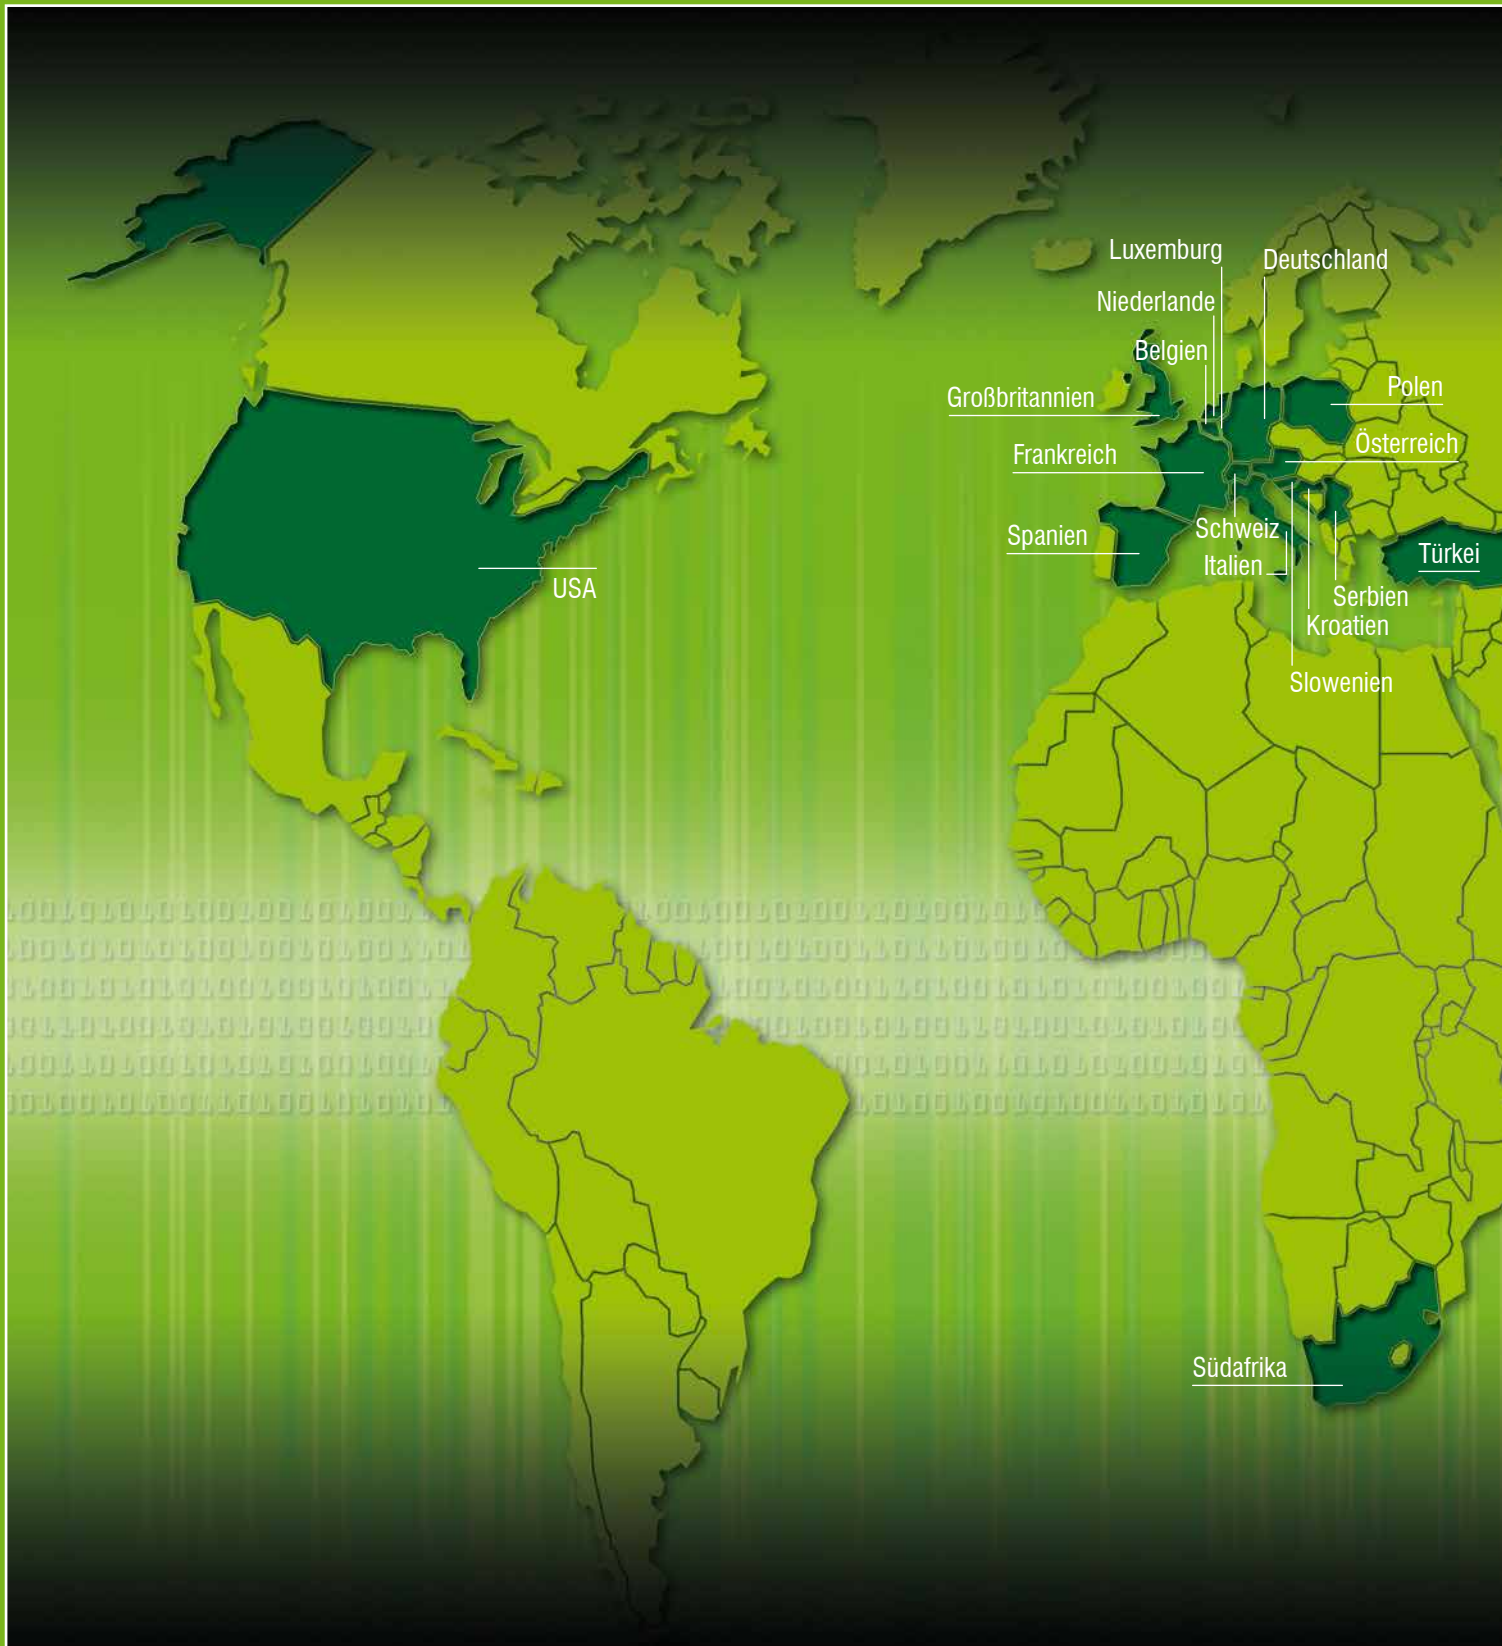 Luxemburg
Deutschland
Niederlande
Belgien
Großbritannien
Polen
Frankreich
Österreich
Spanien
Schweiz
Italien
Türkei
USA
Serbien
Kroatien
Slowenien
Südafrika